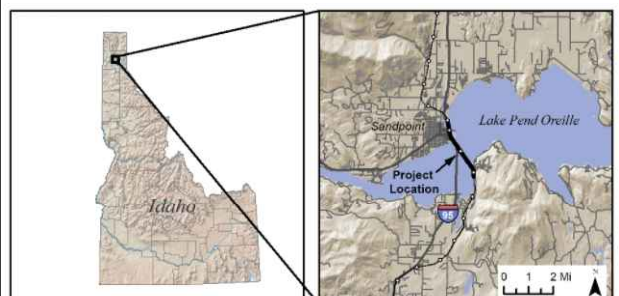 Idaho
Sandpoint
Lake Pend Oreille
Project
Location
95
0 1 2 Mi
N